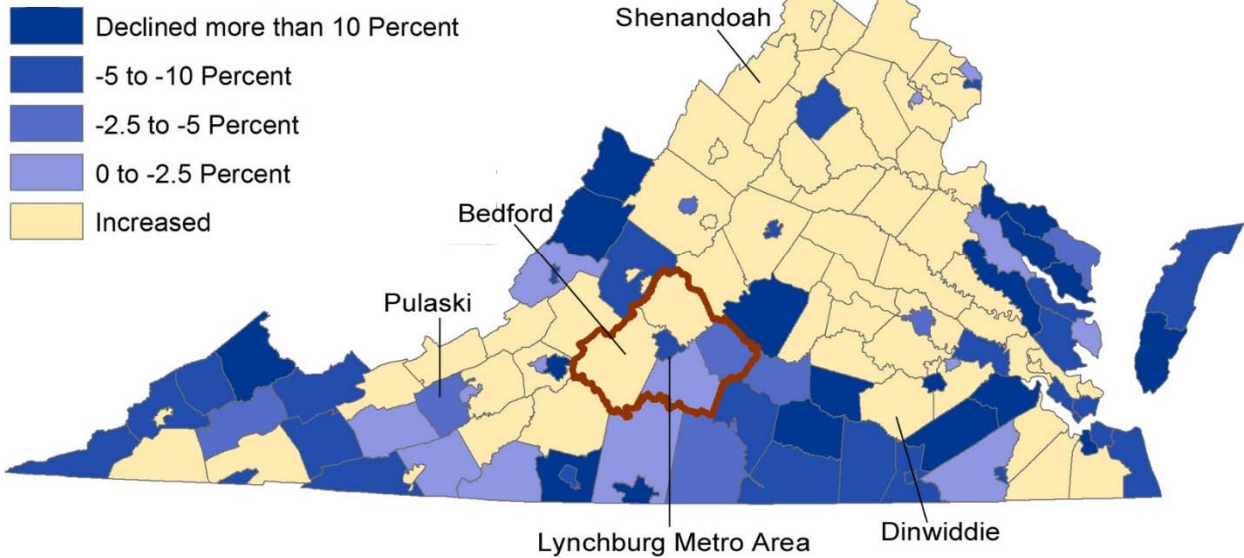 Declined more than 10 Percent
-5 to -10 Percent
-2.5 to -5 Percent
0 to -2.5 Percent
Increased
Shenandoah
Bedford
Pulaski
Lynchburg Metro Area
Dinwiddie